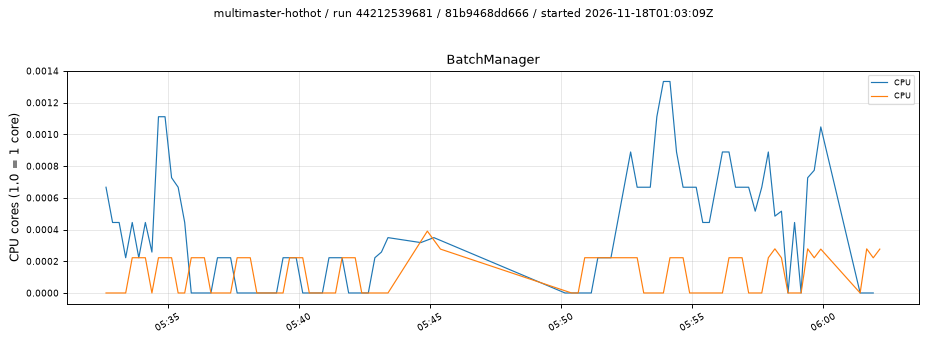 multimaster-hothot / run 44212539681 / 81b9468dd666 / started 2026-11-18T01:03:09Z
BatchManager
CPU cores (1.0 = 1 core)
0.0014
0.0012
0.0010
0.0008
0.0006
0.0004
0.0002
0.0000
CPU
CPU
05:35
05:40
05:45
05:50
05:55
06:00